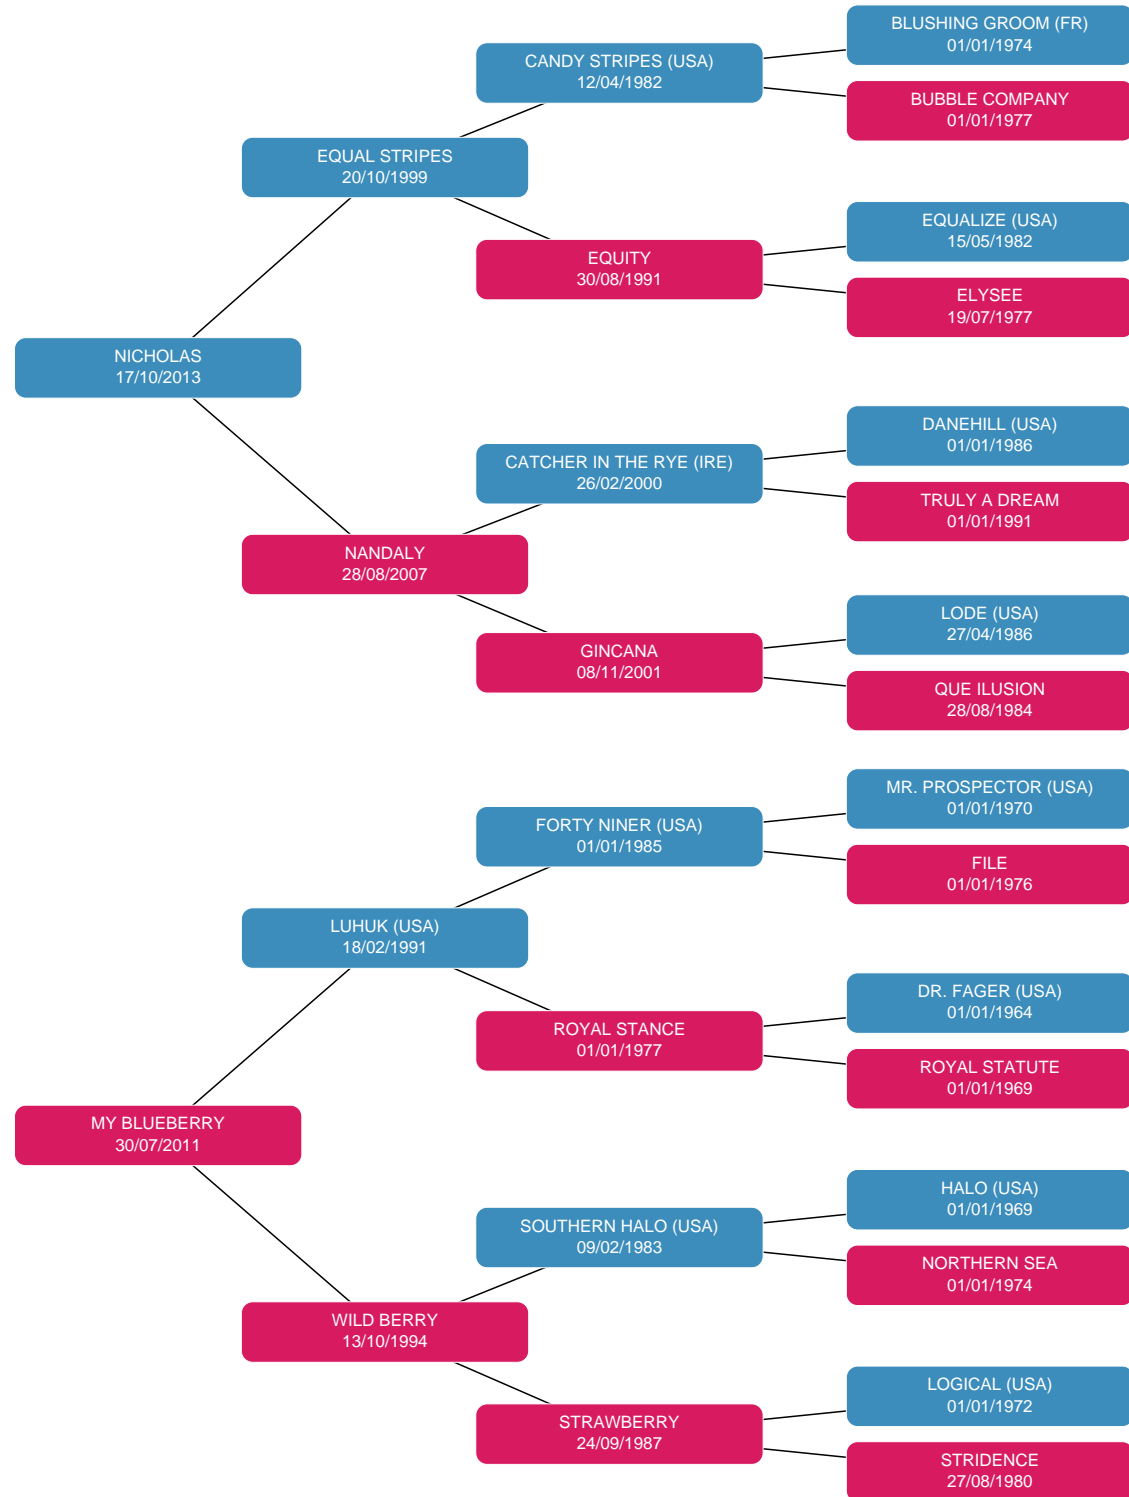 BLUSHING GROOM (FR)
01/01/1974
CANDY STRIPES (USA)
12/04/1982
BUBBLE COMPANY
01/01/1977
EQUAL STRIPES
20/10/1999
EQUALIZE (USA)
15/05/1982
EQUITY
30/08/1991
ELYSEE
19/07/1977
NICHOLAS
17/10/2013
DANEHILL (USA)
01/01/1986
CATCHER IN THE RYE (IRE)
26/02/2000
TRULY A DREAM
01/01/1991
NANDALY
28/08/2007
LODE (USA)
27/04/1986
GINCANA
08/11/2001
QUE ILUSION
28/08/1984
MR. PROSPECTOR (USA)
01/01/1970
FORTY NINER (USA)
01/01/1985
FILE
01/01/1976
LUHUK (USA)
18/02/1991
DR. FAGER (USA)
01/01/1964
ROYAL STANCE
01/01/1977
ROYAL STATUTE
01/01/1969
MY BLUEBERRY
30/07/2011
HALO (USA)
01/01/1969
SOUTHERN HALO (USA)
09/02/1983
NORTHERN SEA
01/01/1974
WILD BERRY
13/10/1994
LOGICAL (USA)
01/01/1972
STRAWBERRY
24/09/1987
STRIDENCE
27/08/1980